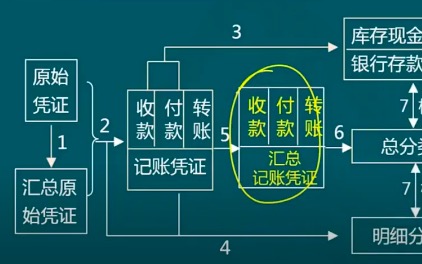 3
库存现金
银行存款
原始
凭证
1
2
收款
付款
转账
记账凭证
5
收款
付款
转账
汇总
记账凭证
6
7
总分类
7
汇总原
始凭证
4
明细分